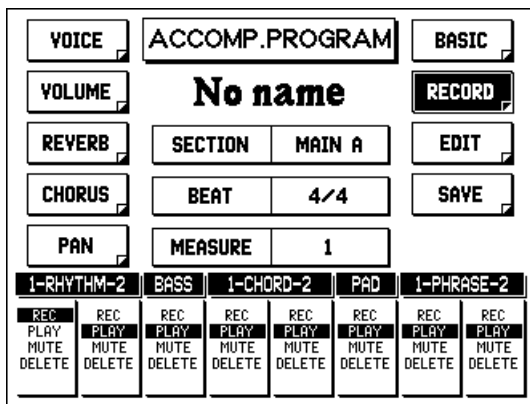 VOICE ACCOMP.PROGRAM BASIC
VOLUME No name RECORD
REVERB SECTION MAIN A EDIT
CHORUS BEAT 4/4 SAVE
PAN MEASURE 1
1-RHYTHM-2 BASS 1-CHORD-2 PAD 1-PHRASE-2
REC REC REC REC REC REC REC REC
PLAY PLAY PLAY PLAY PLAY PLAY PLAY PLAY
MUTE MUTE MUTE MUTE MUTE MUTE MUTE MUTE
DELETE DELETE DELETE DELETE DELETE DELETE DELETE DELETE